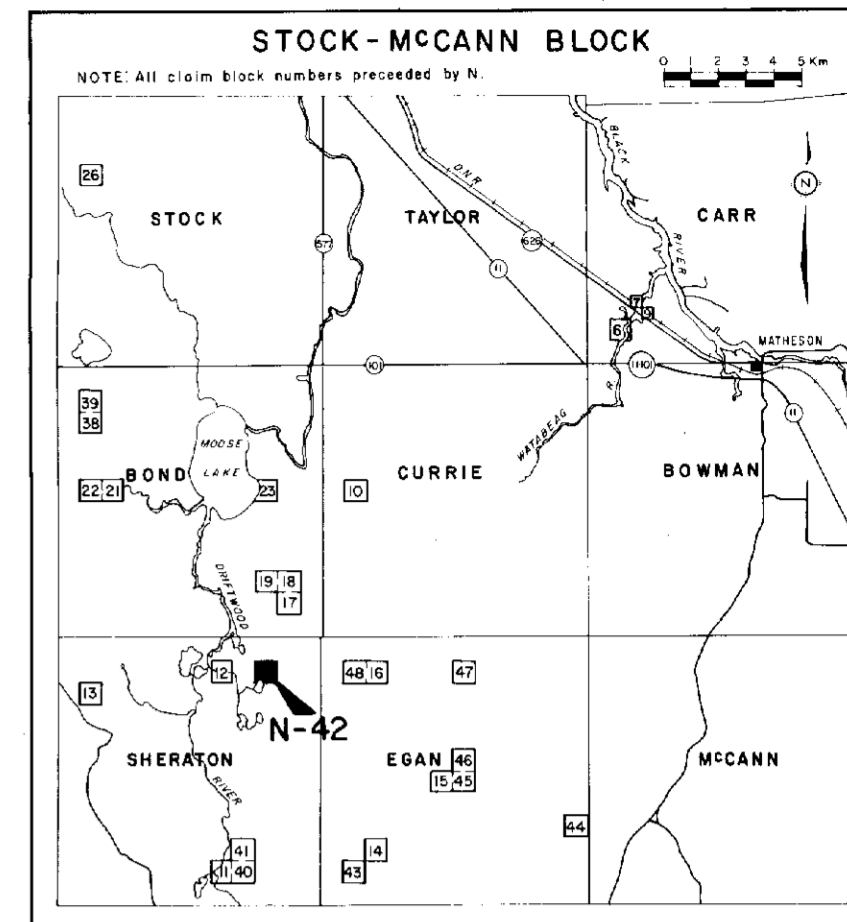 STOCK-McCANN BLOCK
NOTE: All claim block numbers preceeded by N.
0 1 2 3 4 5 Km
BLACK
RIVER
26
ONR
N
STOCK
TAYLOR
CARR
577
626
11
7
9
6
MATHESON
101
11-101
39
38
11
MOOSE
LAKE
WATABEAG R.
BOND
CURRIE
BOWMAN
22 21
23
10
DRIFTWOOD
19 18
17
12
48 16
47
13
N-42
SHERATON
EGAN
McCANN
46
15 45
RIVER
44
41
14
11 40
43